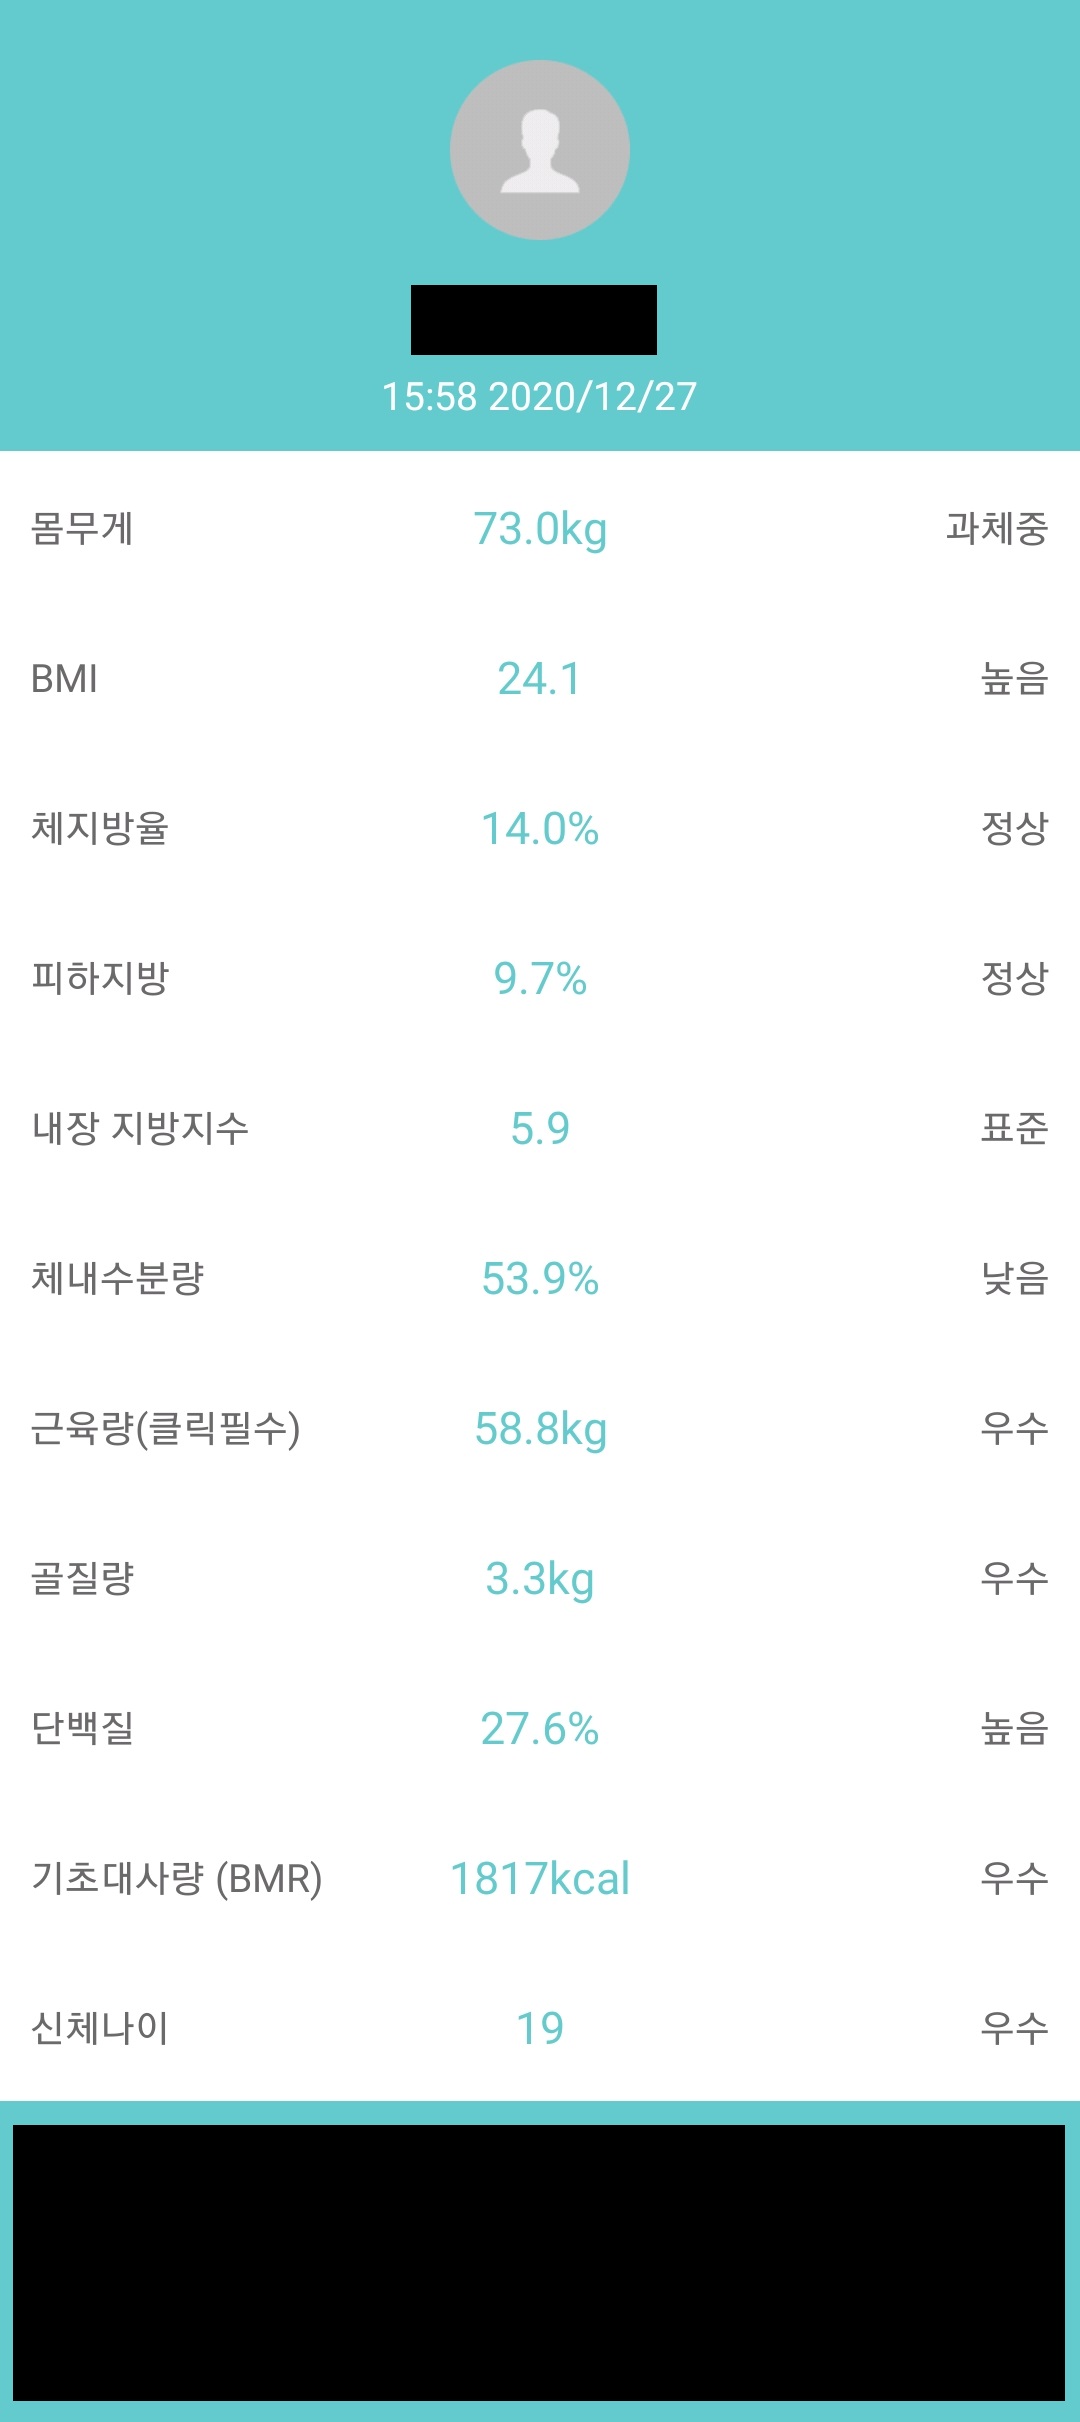 15:58 2020/12/27
몸무게 73.0kg 과체중
BMI 24.1 높음
체지방율 14.0% 정상
피하지방 9.7% 정상
내장 지방지수 5.9 표준
체내수분량 53.9% 낮음
근육량(클릭필수) 58.8kg 우수
골질량 3.3kg 우수
단백질 27.6% 높음
기초대사량 (BMR) 1817kcal 우수
신체나이 19 우수